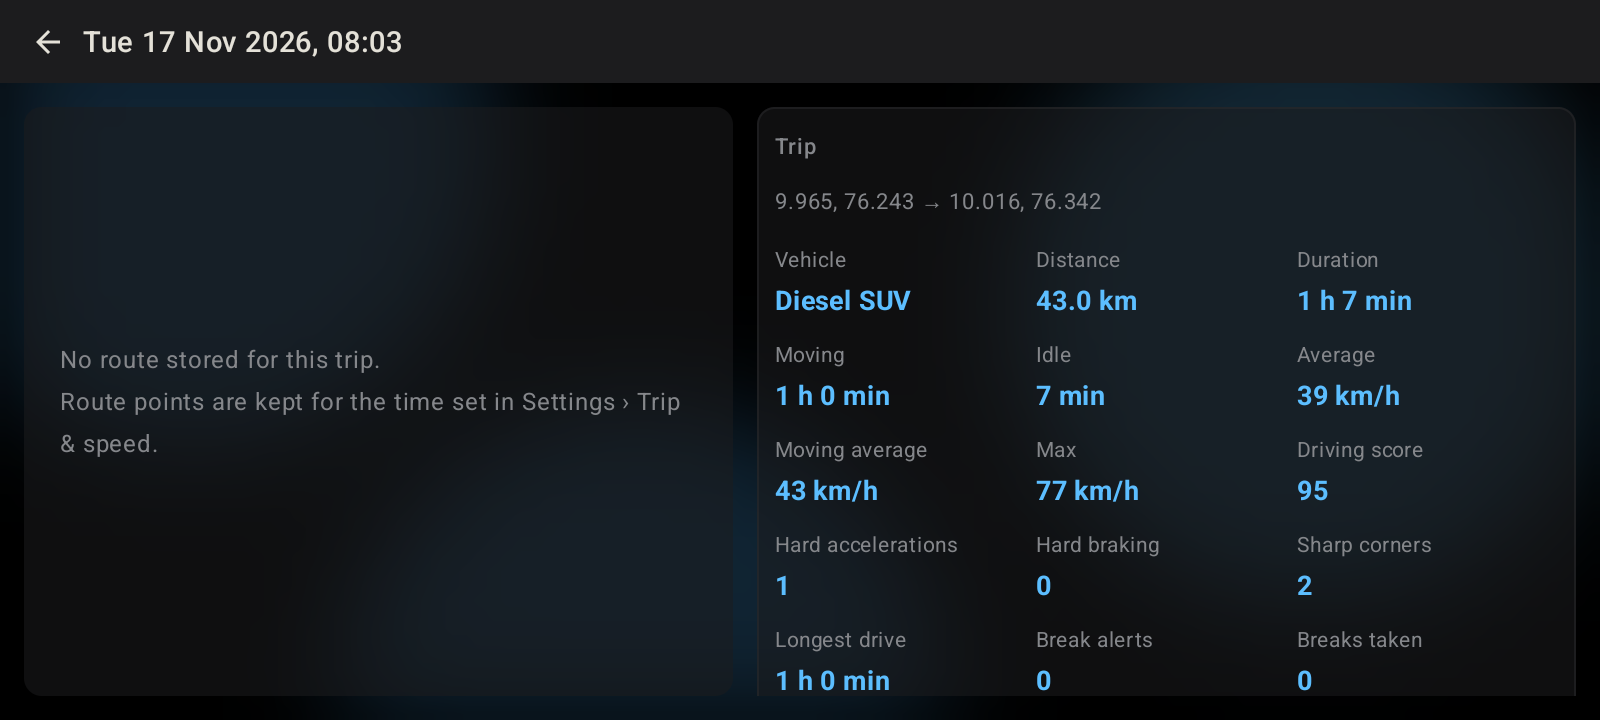 Tue 17 Nov 2026, 08:03
No route stored for this trip.
Route points are kept for the time set in Settings › Trip
& speed.
Trip
9.965, 76.243 → 10.016, 76.342
Vehicle
Distance
Duration
Diesel SUV
43.0 km
1 h 7 min
Moving
Idle
Average
1 h 0 min
7 min
39 km/h
Moving average
Max
Driving score
43 km/h
77 km/h
95
Hard accelerations
Hard braking
Sharp corners
1
0
2
Longest drive
Break alerts
Breaks taken
1 h 0 min
0
0